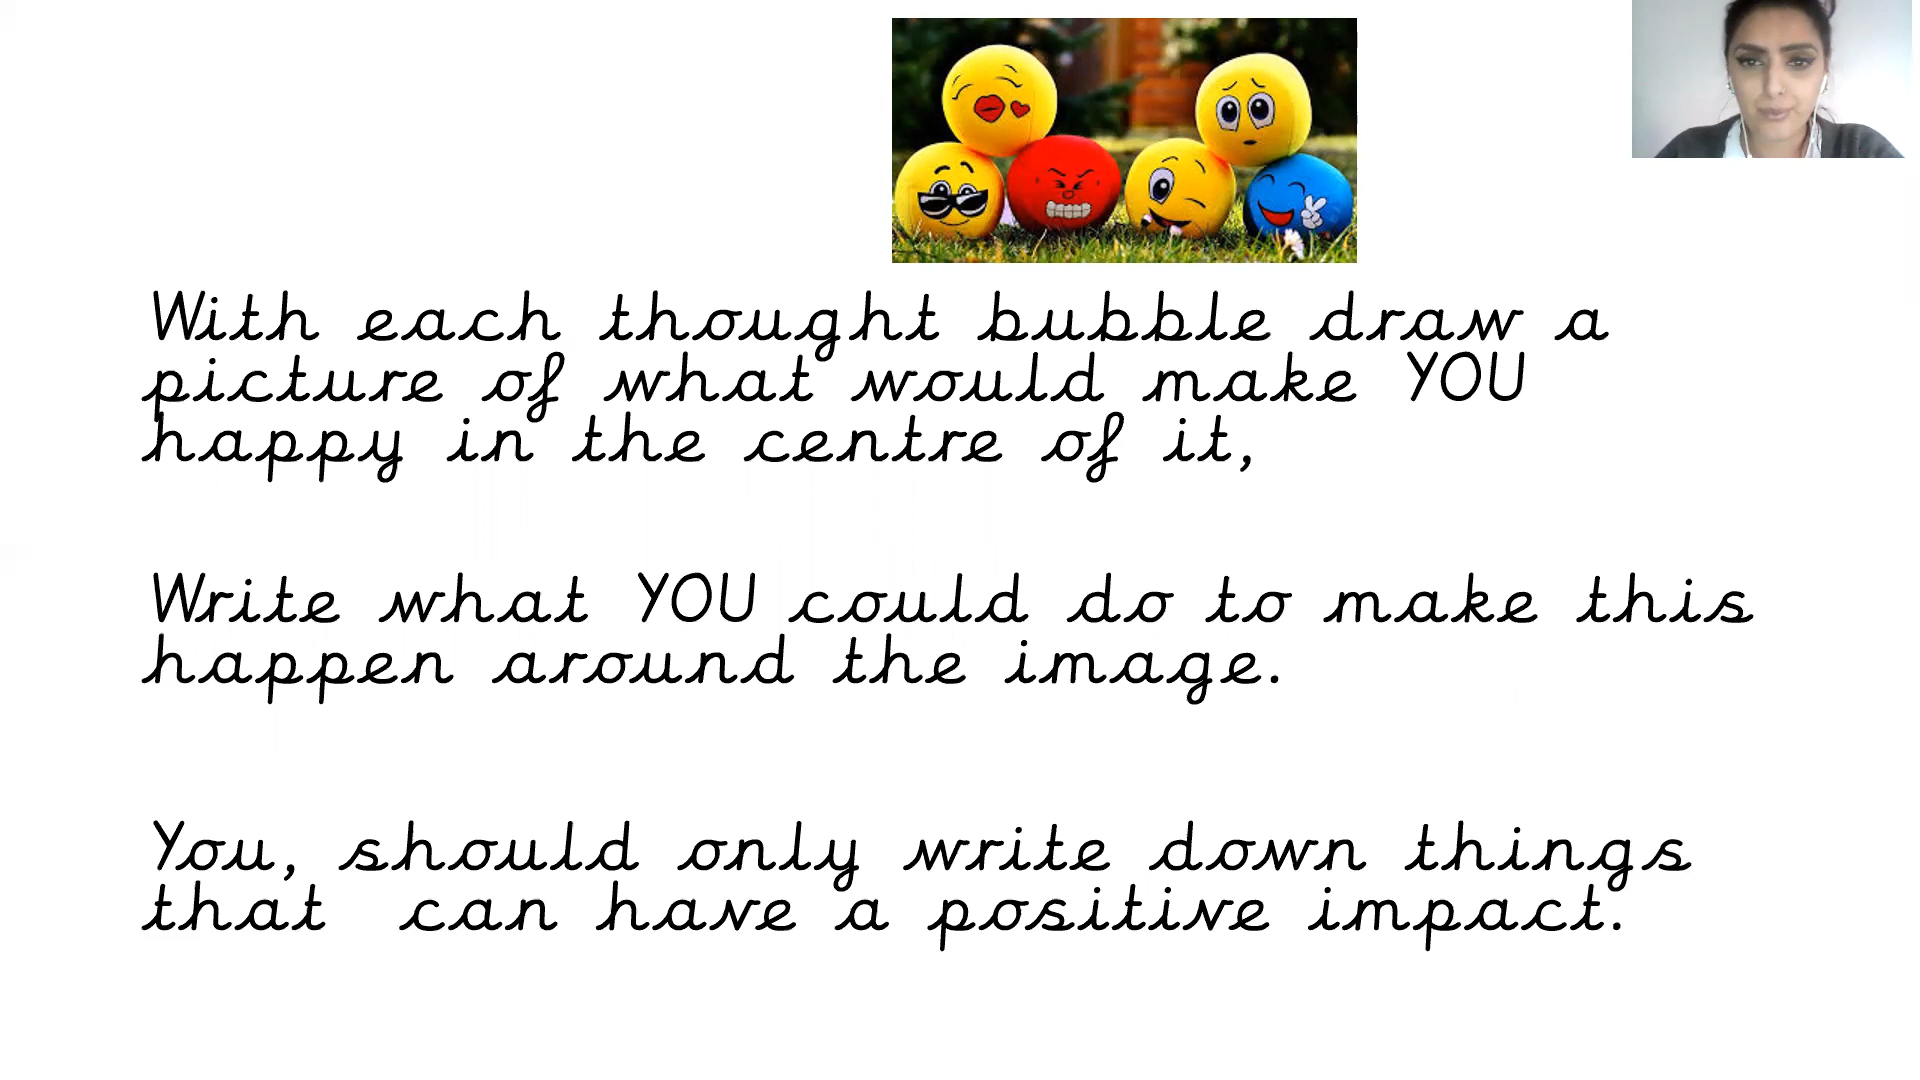 With each thought bubble draw a
picture of what would make YOU
happy in the centre of it,
Write what YOU could do to make this
happen around the image.
You, should only write down things
that can have a positive impact.